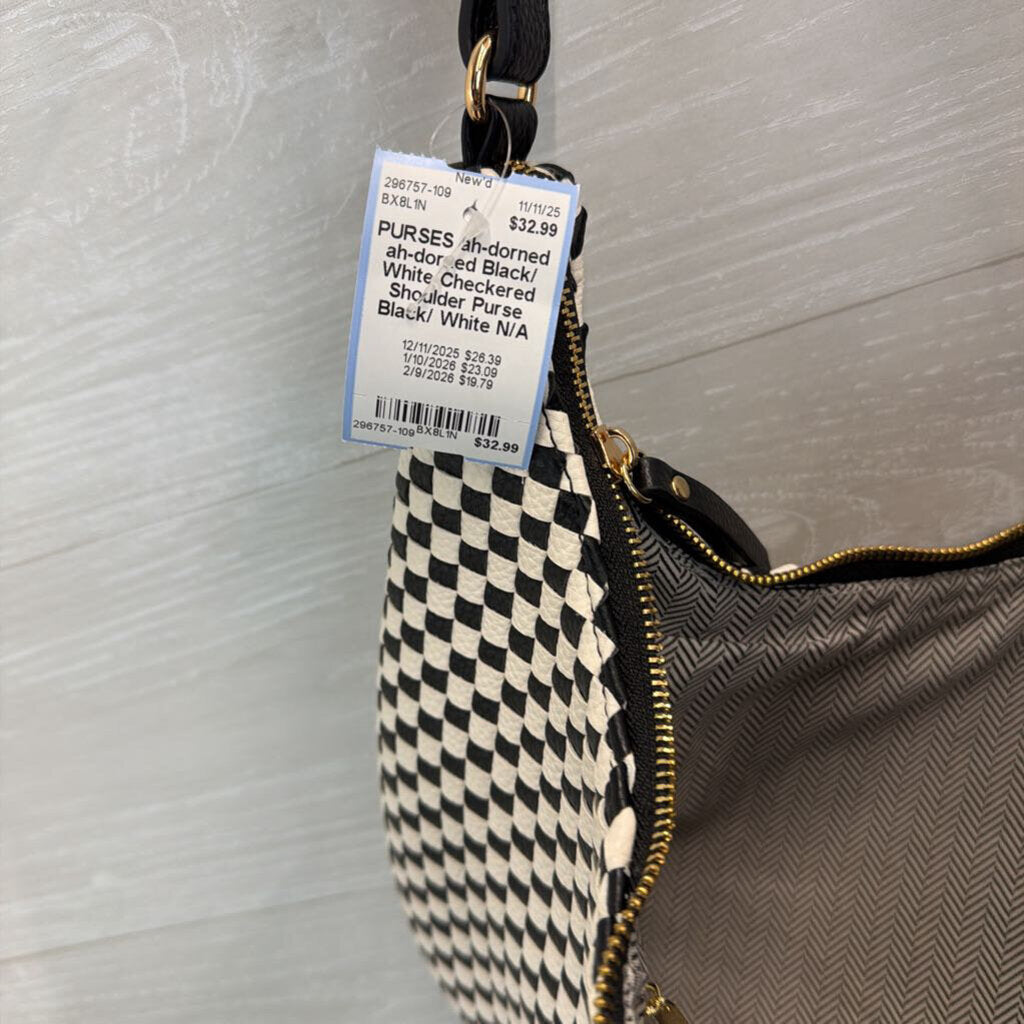 New'd
296757-109 11/11/25
BX8L1N $32.99
PURSES ah-dorned
ah-dorned Black/
White Checkered
Shoulder Purse
Black/ White N/A
12/11/2025 $26.39
1/10/2026 $23.09
2/9/2026 $19.79
296757-109 BX8L1N $32.99